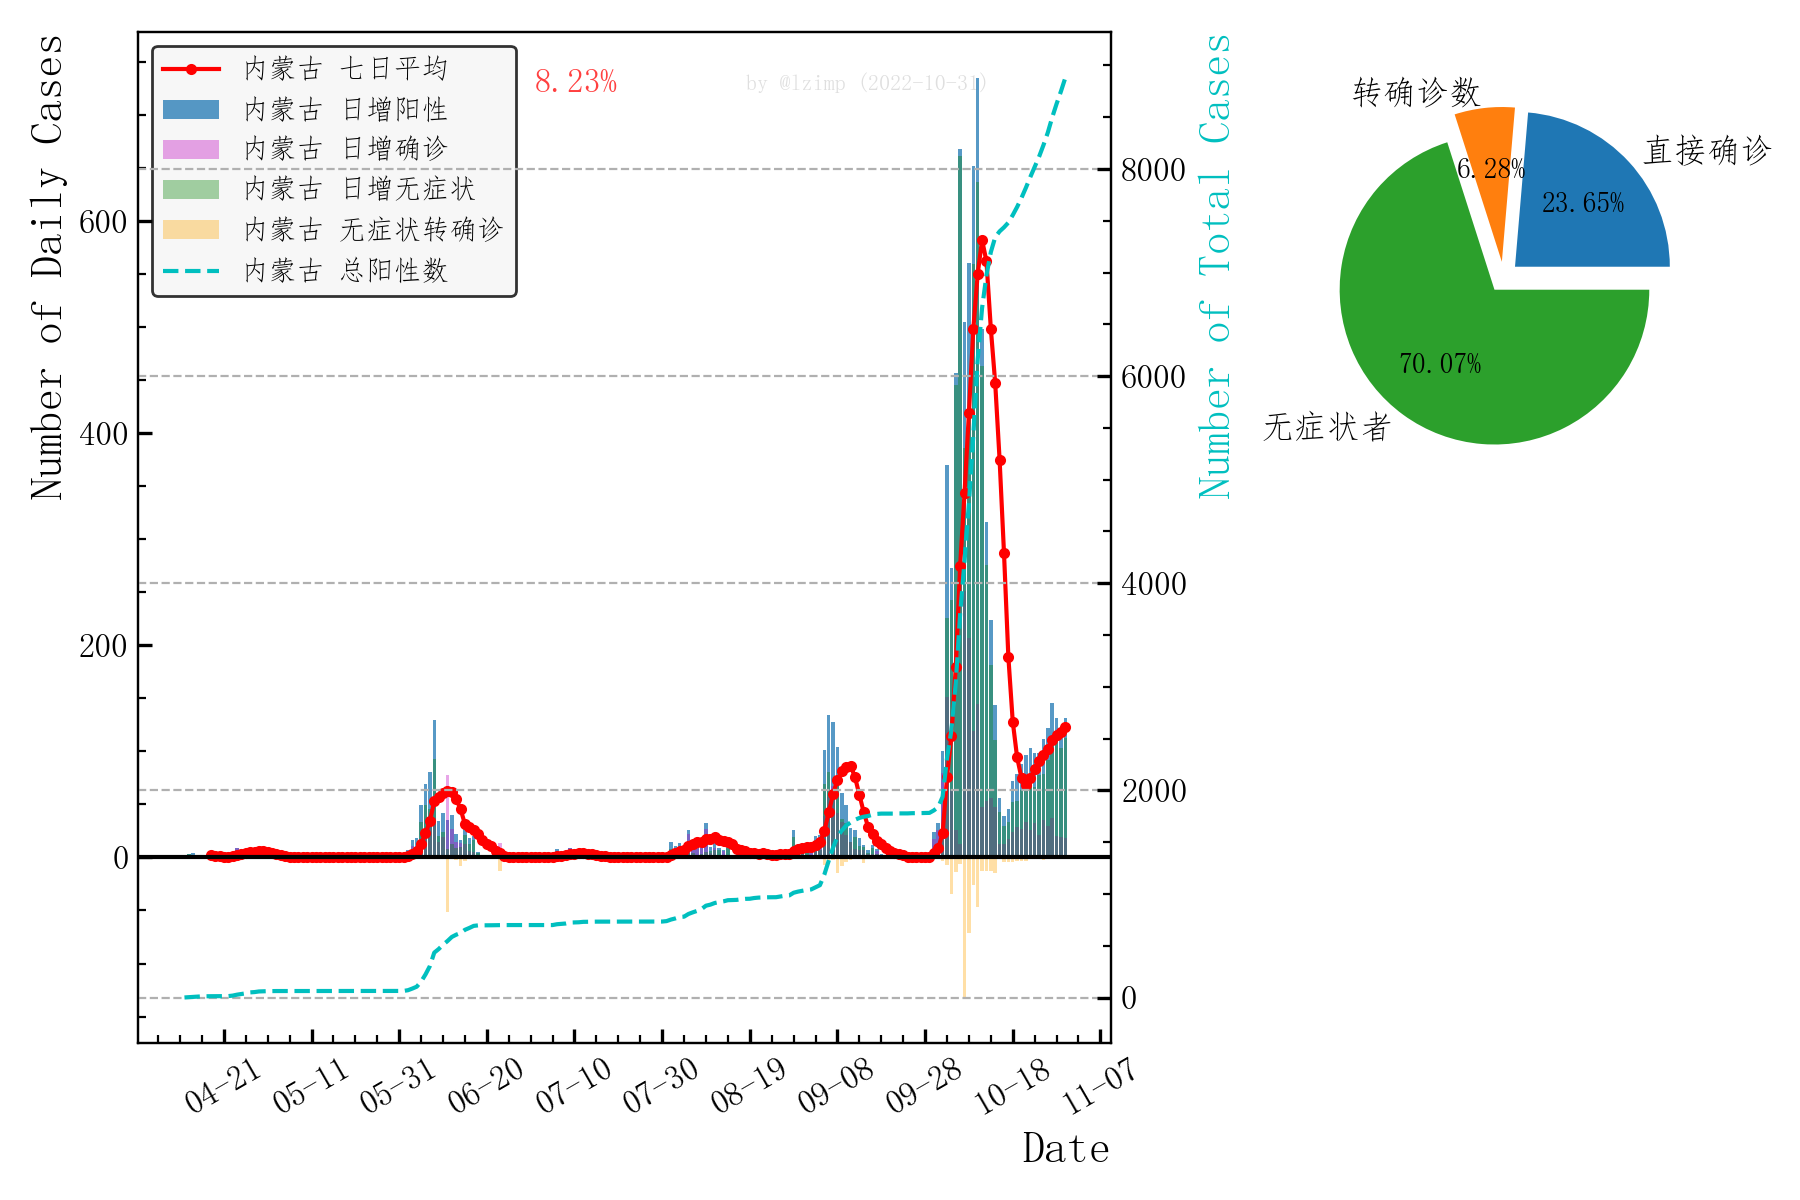 Number of Daily Cases
内蒙古 七日平均
内蒙古 日增阳性
内蒙古 日增确诊
内蒙古 日增无症状
内蒙古 无症状转确诊
内蒙古 总阳性数
8.23%
by @lzimp (2022-10-31)
600
400
200
0
04-21
05-11
05-31
06-20
07-10
07-30
08-19
09-08
09-28
10-18
11-07
Date
8000
6000
4000
2000
0
Number of Total Cases
转确诊数
直接确诊
6.28%
23.65%
70.07%
无症状者